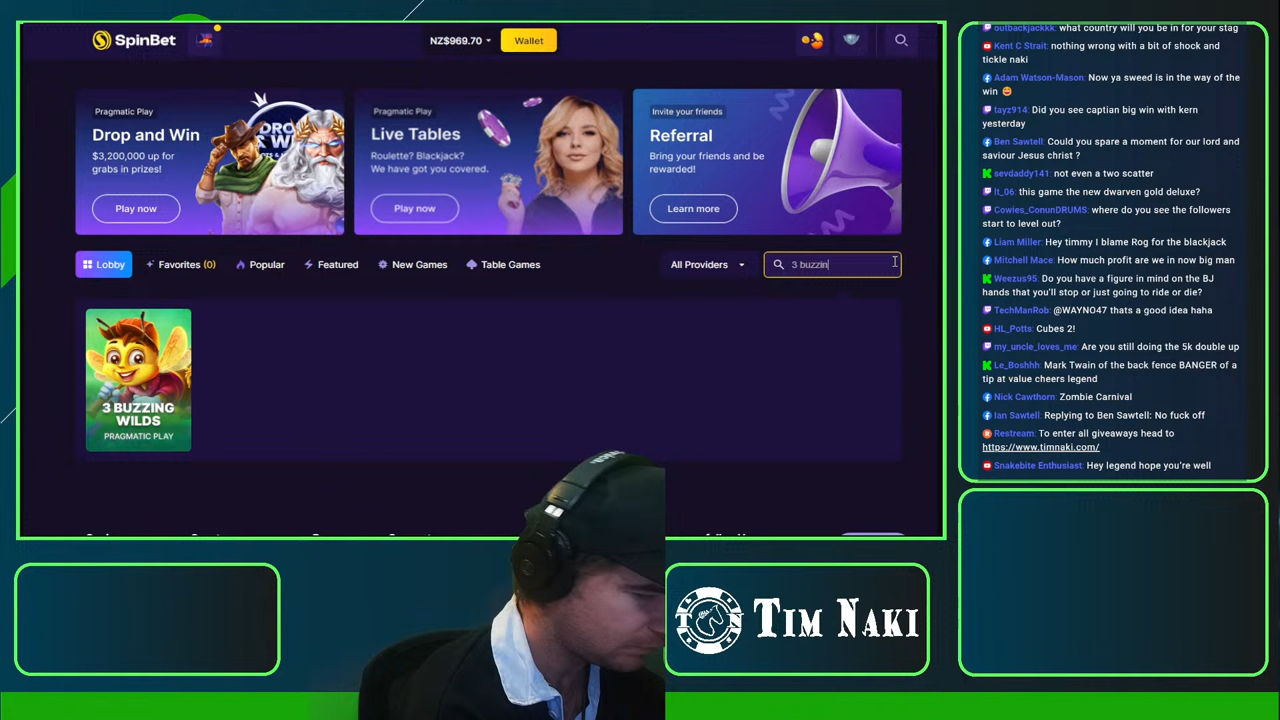 SpinBet
NZ$969.70
Wallet
Pragmatic Play
Drop and Win
$3,200,000 up for
grabs in prizes!
Play now
Pragmatic Play
Live Tables
Roulette? Blackjack?
We have got you covered.
Play now
Invite your friends
Referral
Bring your friends and be
rewarded!
Learn more
Lobby
Favorites (0)
Popular
Featured
New Games
Table Games
All Providers
3 buzzin
3 BUZZING
WILDS
PRAGMATIC PLAY
outbackjackkk: what country will you be in for your stag
Kent C Strait: nothing wrong with a bit of shock and
tickle naki
Adam Watson-Mason: Now ya sweed is in the way of the
win 🤩
tayz914: Did you see captian big win with kern
yesterday
Ben Sawtell: Could you spare a moment for our lord and
saviour Jesus christ ?
sevdaddy141: not even a two scatter
lt_06: this game the new dwarven gold deluxe?
Cowies_ConunDRUMS: where do you see the followers
start to level out?
Liam Miller: Hey timmy I blame Rog for the blackjack
Mitchell Mace: How much profit are we in now big man
Weezus95: Do you have a figure in mind on the BJ
hands that you'll stop or just going to ride or die?
TechManRob: @WAYNO47 thats a good idea haha
HL_Potts: Cubes 2!
my_uncle_loves_me: Are you still doing the 5k double up
Le_Boshhh: Mark Twain of the back fence BANGER of a
tip at value cheers legend
Nick Cawthorn: Zombie Carnival
Ian Sawtell: Replying to Ben Sawtell: No fuck off
Restream: To enter all giveaways head to
https://www.timnaki.com/
Snakebite Enthusiast: Hey legend hope you're well
TIM NAKI